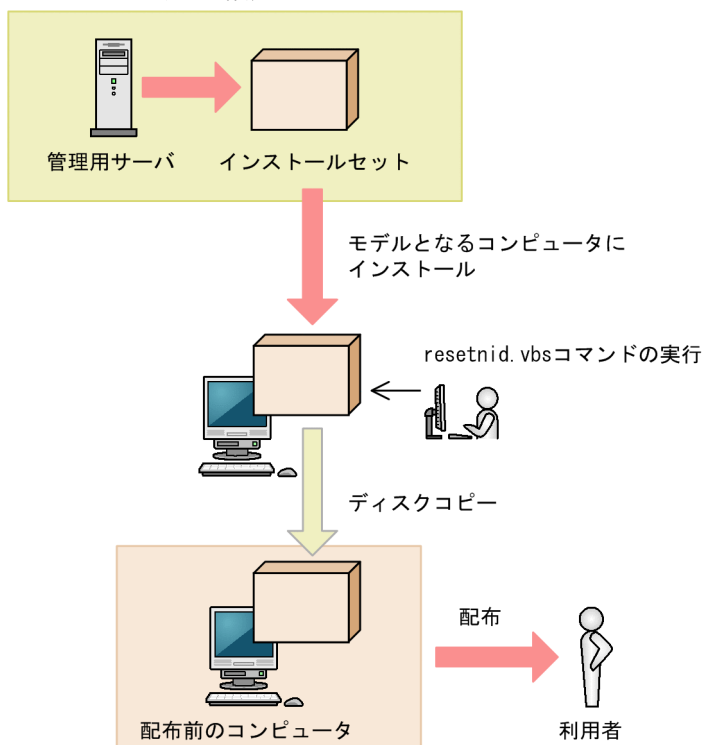 管理用サーバ
インストールセット
モデルとなるコンピュータに
インストール
resetnid.vbsコマンドの実行
ディスクコピー
配布
配布前のコンピュータ
利用者